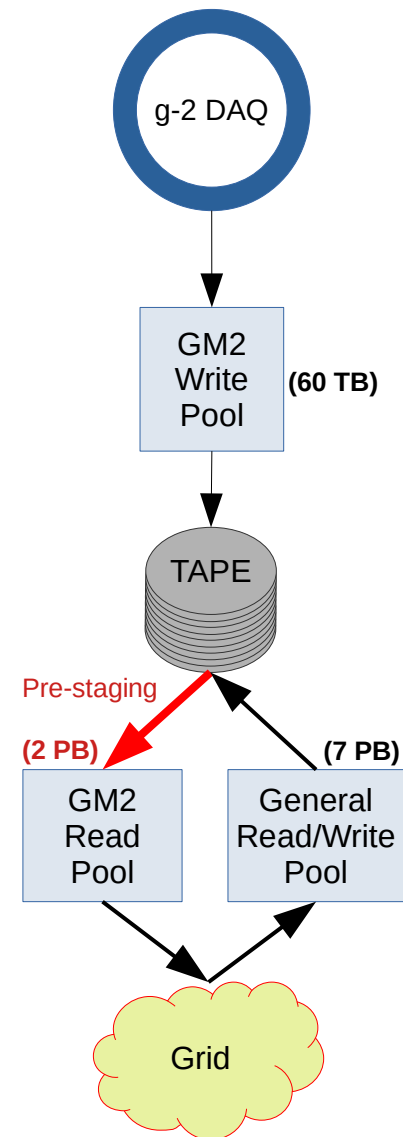 g-2 DAQ
GM2
Write
Pool
(60 TB)
TAPE
Pre-staging
(2 PB)
(7 PB)
GM2
Read
Pool
General
Read/Write
Pool
Grid